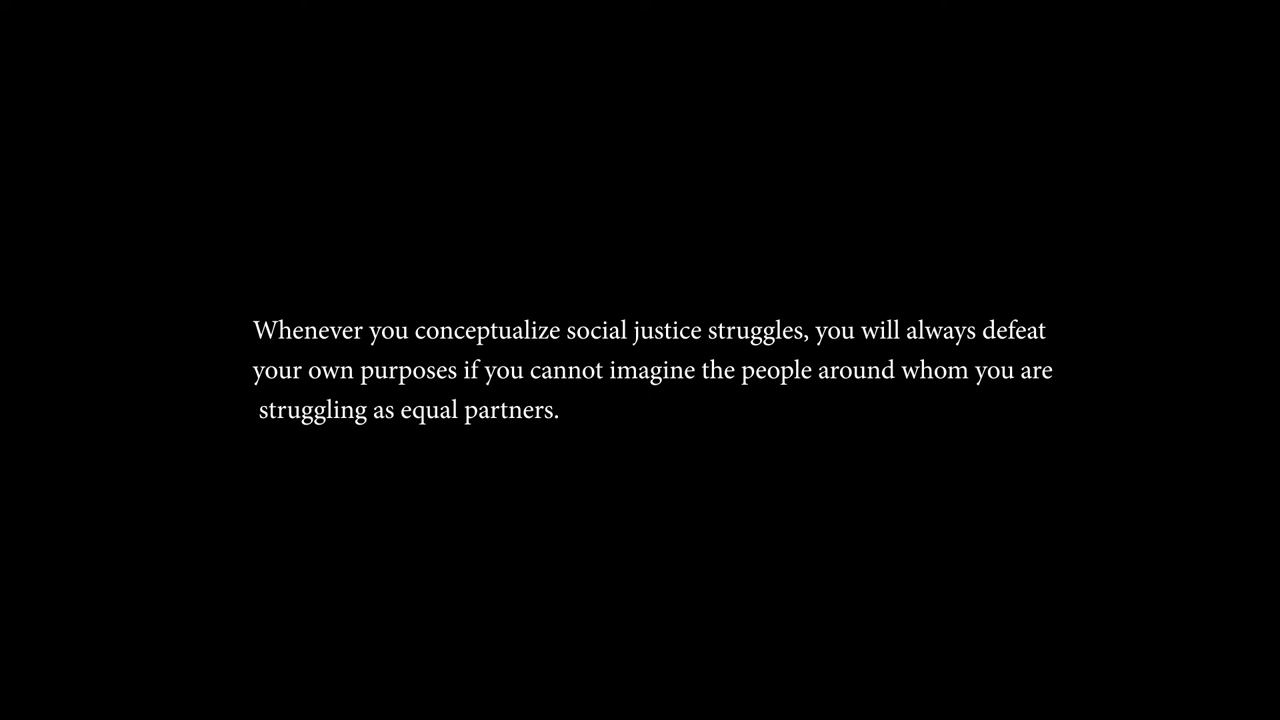 Whenever you conceptualize social justice struggles, you will always defeat
your own purposes if you cannot imagine the people around whom you are
struggling as equal partners.